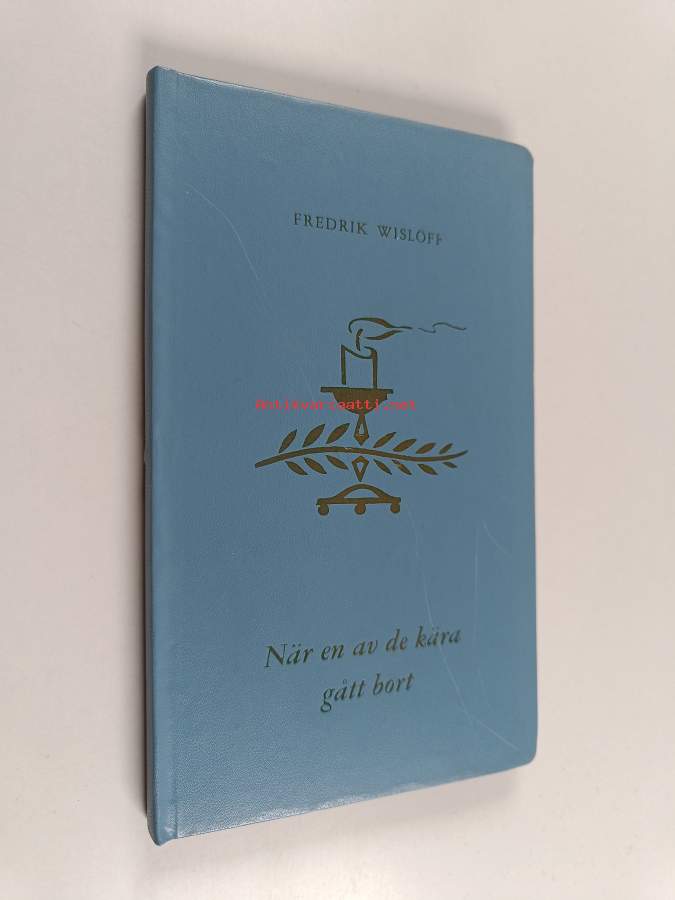 FREDRIK WISLÖFF
Antikvariaatti.net
När en av de kära
gått bort